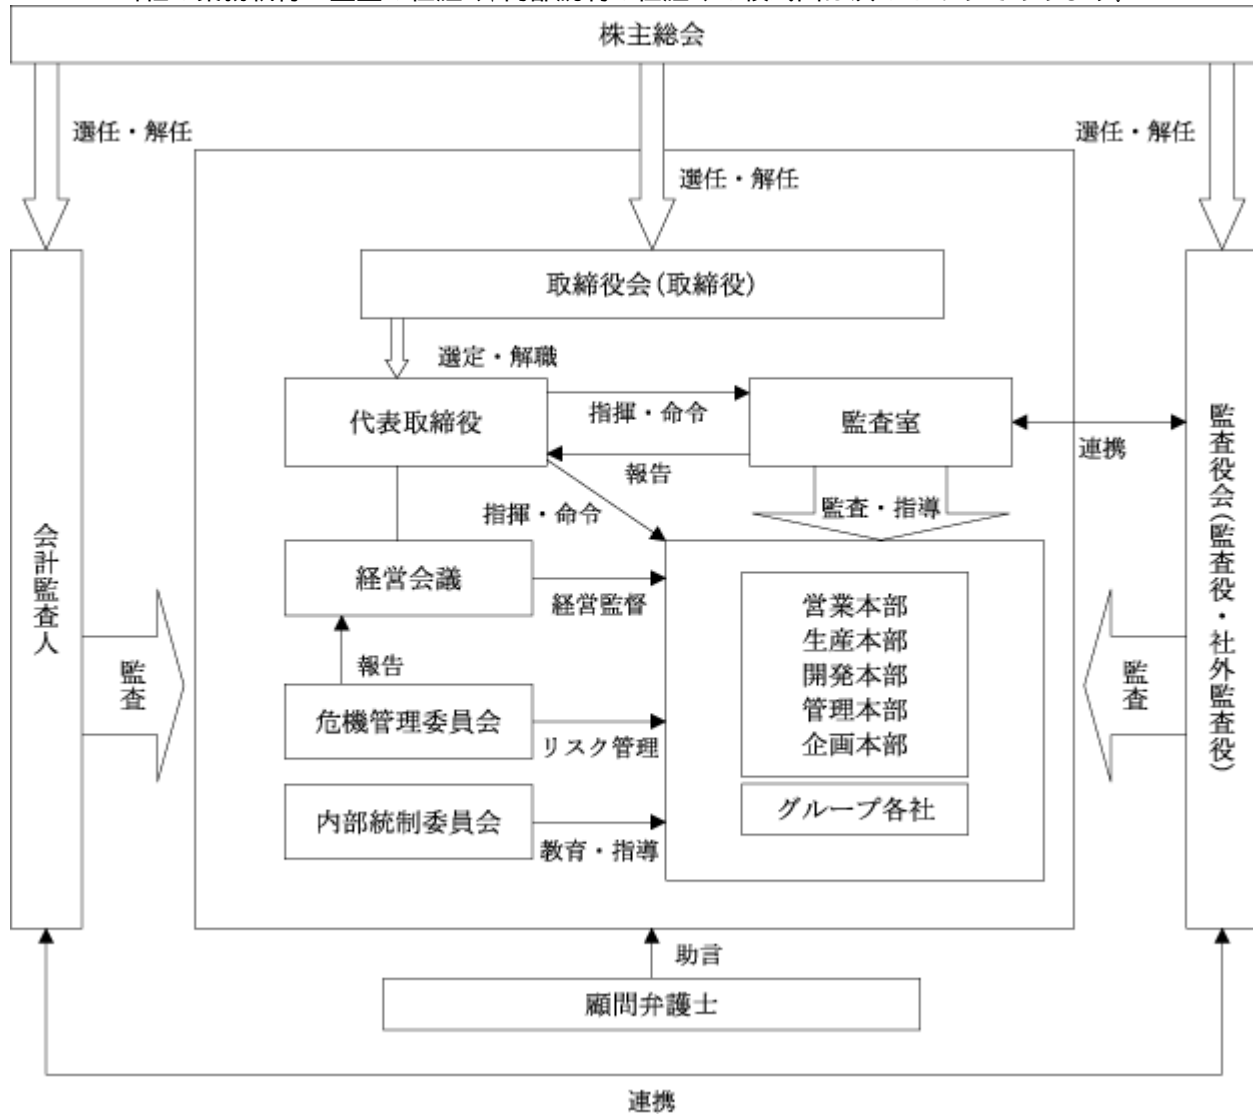 株主総会
選任・解任
選任・解任
選任・解任
取締役会(取締役)
選定・解職
代表取締役
指揮・命令
監査室
報告
連携
指揮・命令
監査・指導
経営会議
経営監督
報告
危機管理委員会
リスク管理
内部統制委員会
教育・指導
営業本部
生産本部
開発本部
管理本部
企画本部
グループ各社
会計監査人
監査
監査
監査役会(監査役・社外監査役)
助言
顧問弁護士
連携